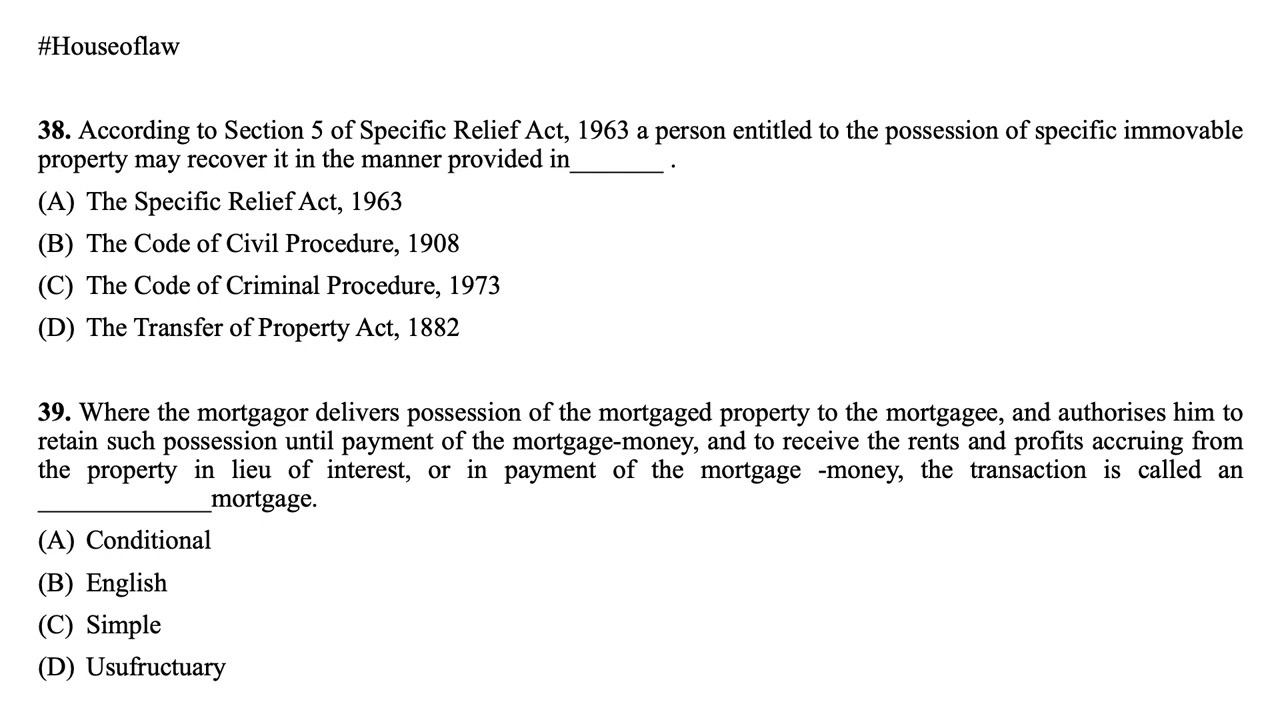 #Houseoflaw
38. According to Section 5 of Specific Relief Act, 1963 a person entitled to the possession of specific immovable
property may recover it in the manner provided in_______ .
(A) The Specific Relief Act, 1963
(B) The Code of Civil Procedure, 1908
(C) The Code of Criminal Procedure, 1973
(D) The Transfer of Property Act, 1882
39. Where the mortgagor delivers possession of the mortgaged property to the mortgagee, and authorises him to
retain such possession until payment of the mortgage-money, and to receive the rents and profits accruing from
the property in lieu of interest, or in payment of the mortgage -money, the transaction is called an
_____________mortgage.
(A) Conditional
(B) English
(C) Simple
(D) Usufructuary